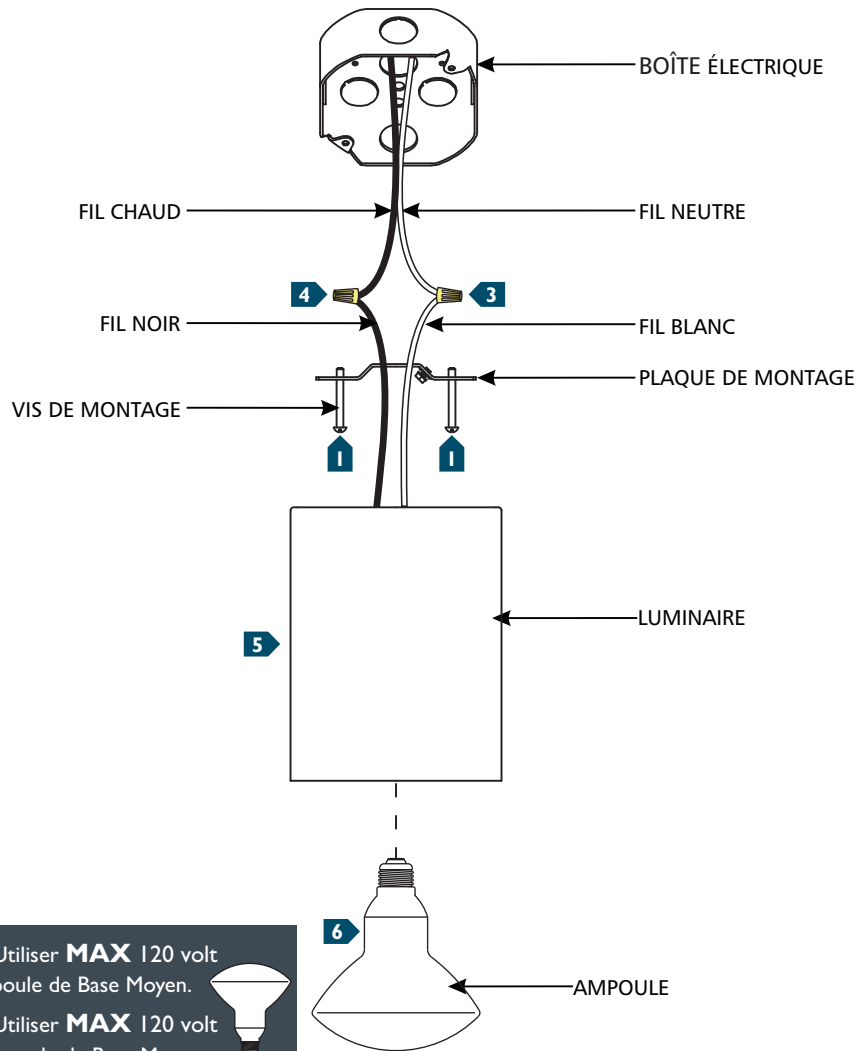 BOÎTE ÉLECTRIQUE
FIL CHAUD
FIL NEUTRE
4
3
FIL NOIR
FIL BLANC
PLAQUE DE MONTAGE
VIS DE MONTAGE
1
1
5
LUMINAIRE
6
AMPOULE
Utiliser MAX 120 volt
poule de Base Moyen.
Utiliser MAX 120 volt